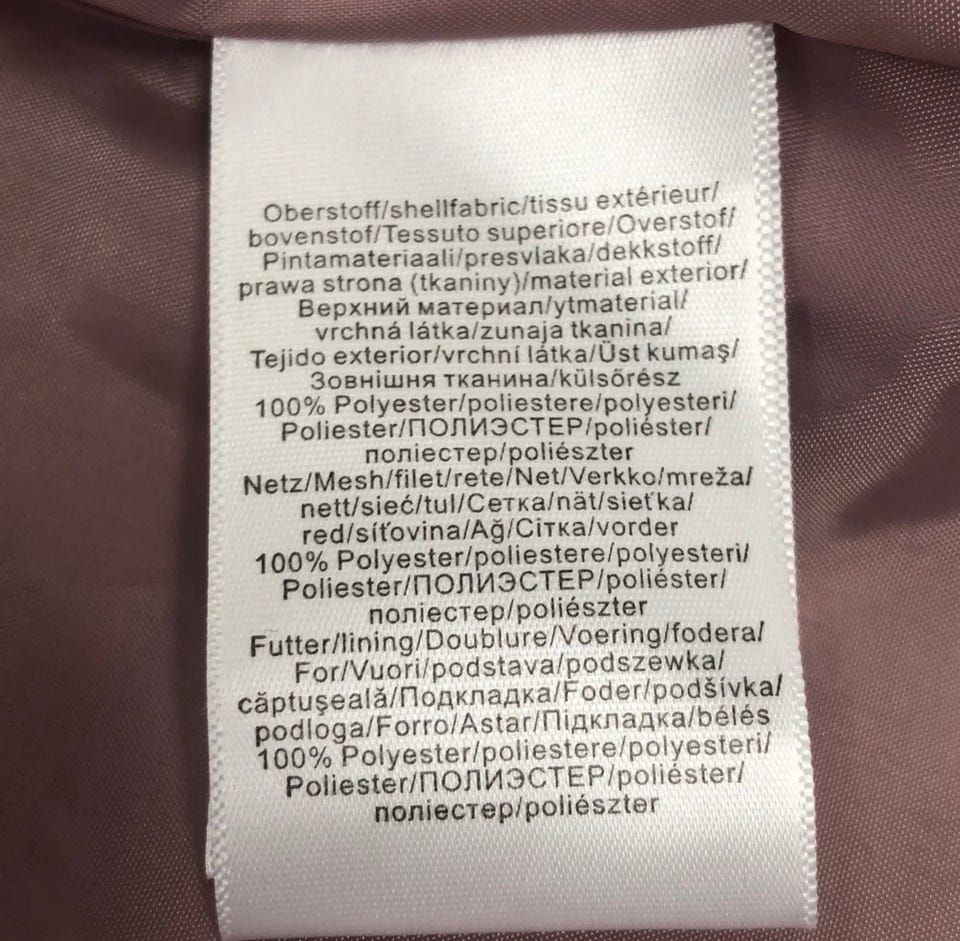 Oberstoff/shellfabric/tissu extérieur/
bovenstof/Tessuto superiore/Overstof/
Pintamateriaali/presvlaka/dekkstoff/
prawa strona (tkaniny)/material exterior/
Верхний материал/ytmaterial/
vrchná látka/zunaja tkanina/
Tejido exterior/vrchní látka/Üst kumaş/
Зовнішня тканина/külsőrész
100% Polyester/poliestere/polyesteri/
Poliester/ПОЛИЭСТЕР/poliéster/
поліестер/poliészter
Netz/Mesh/filet/rete/Net/Verkko/mreža/
nett/sieć/tul/Сетка/nät/sieťka/
red/síťovina/Ağ/Сітка/vorder
100% Polyester/poliestere/polyesteri/
Poliester/ПОЛИЭСТЕР/poliéster/
поліестер/poliészter
Futter/lining/Doublure/Voering/fodera/
For/Vuori/podstava/podszewka/
căptuşeală/Подкладка/Foder/podšívka/
podloga/Forro/Astar/Підкладка/bélés
100% Polyester/poliestere/polyesteri/
Poliester/ПОЛИЭСТЕР/poliéster/
поліестер/poliészter